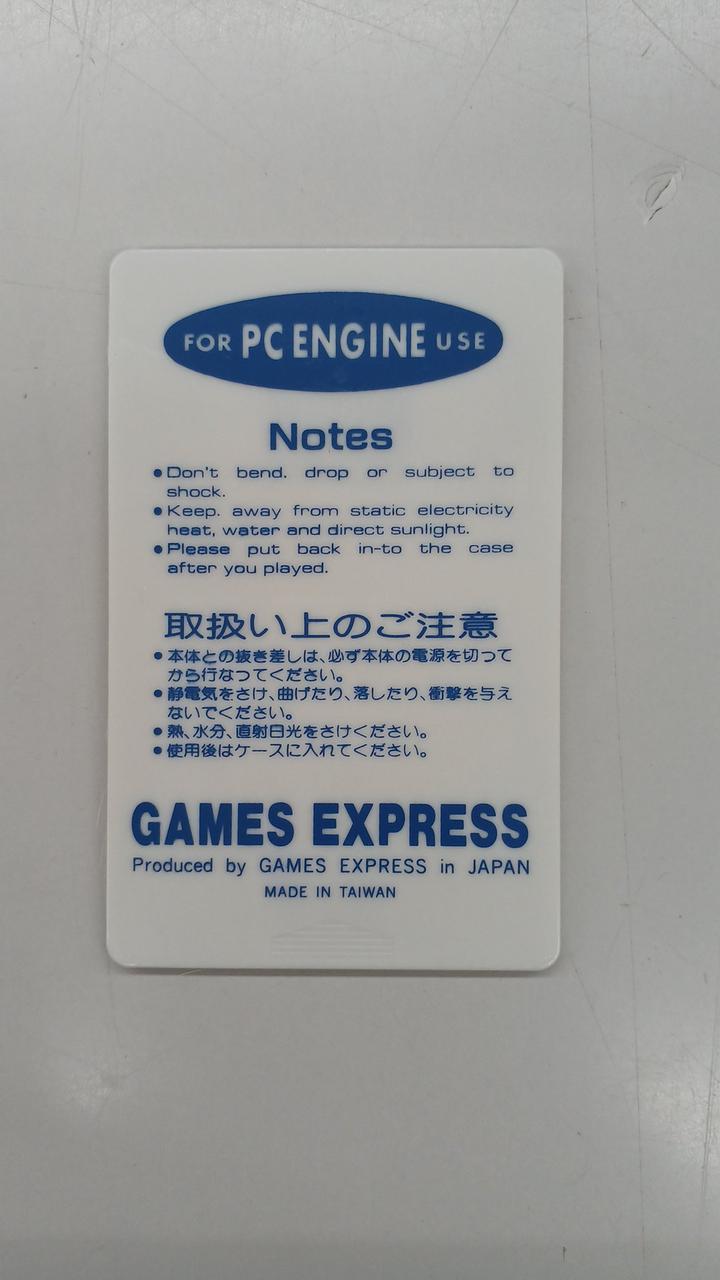 FOR PC ENGINE USE
Notes
●Don't bend. drop or subject to
shock.
●Keep. away from static electricity
heat, water and direct sunlight.
●Please put back in-to the case
after you played.
取扱い上のご注意
●本体との抜き差しは、必ず本体の電源を切って
から行なってください。
●静電気をさけ、曲げたり、落したり、衝撃を与え
ないでください。
●熱、水分、直射日光をさけください。
●使用後はケースに入れてください。
GAMES EXPRESS
Produced by GAMES EXPRESS in JAPAN
MADE IN TAIWAN